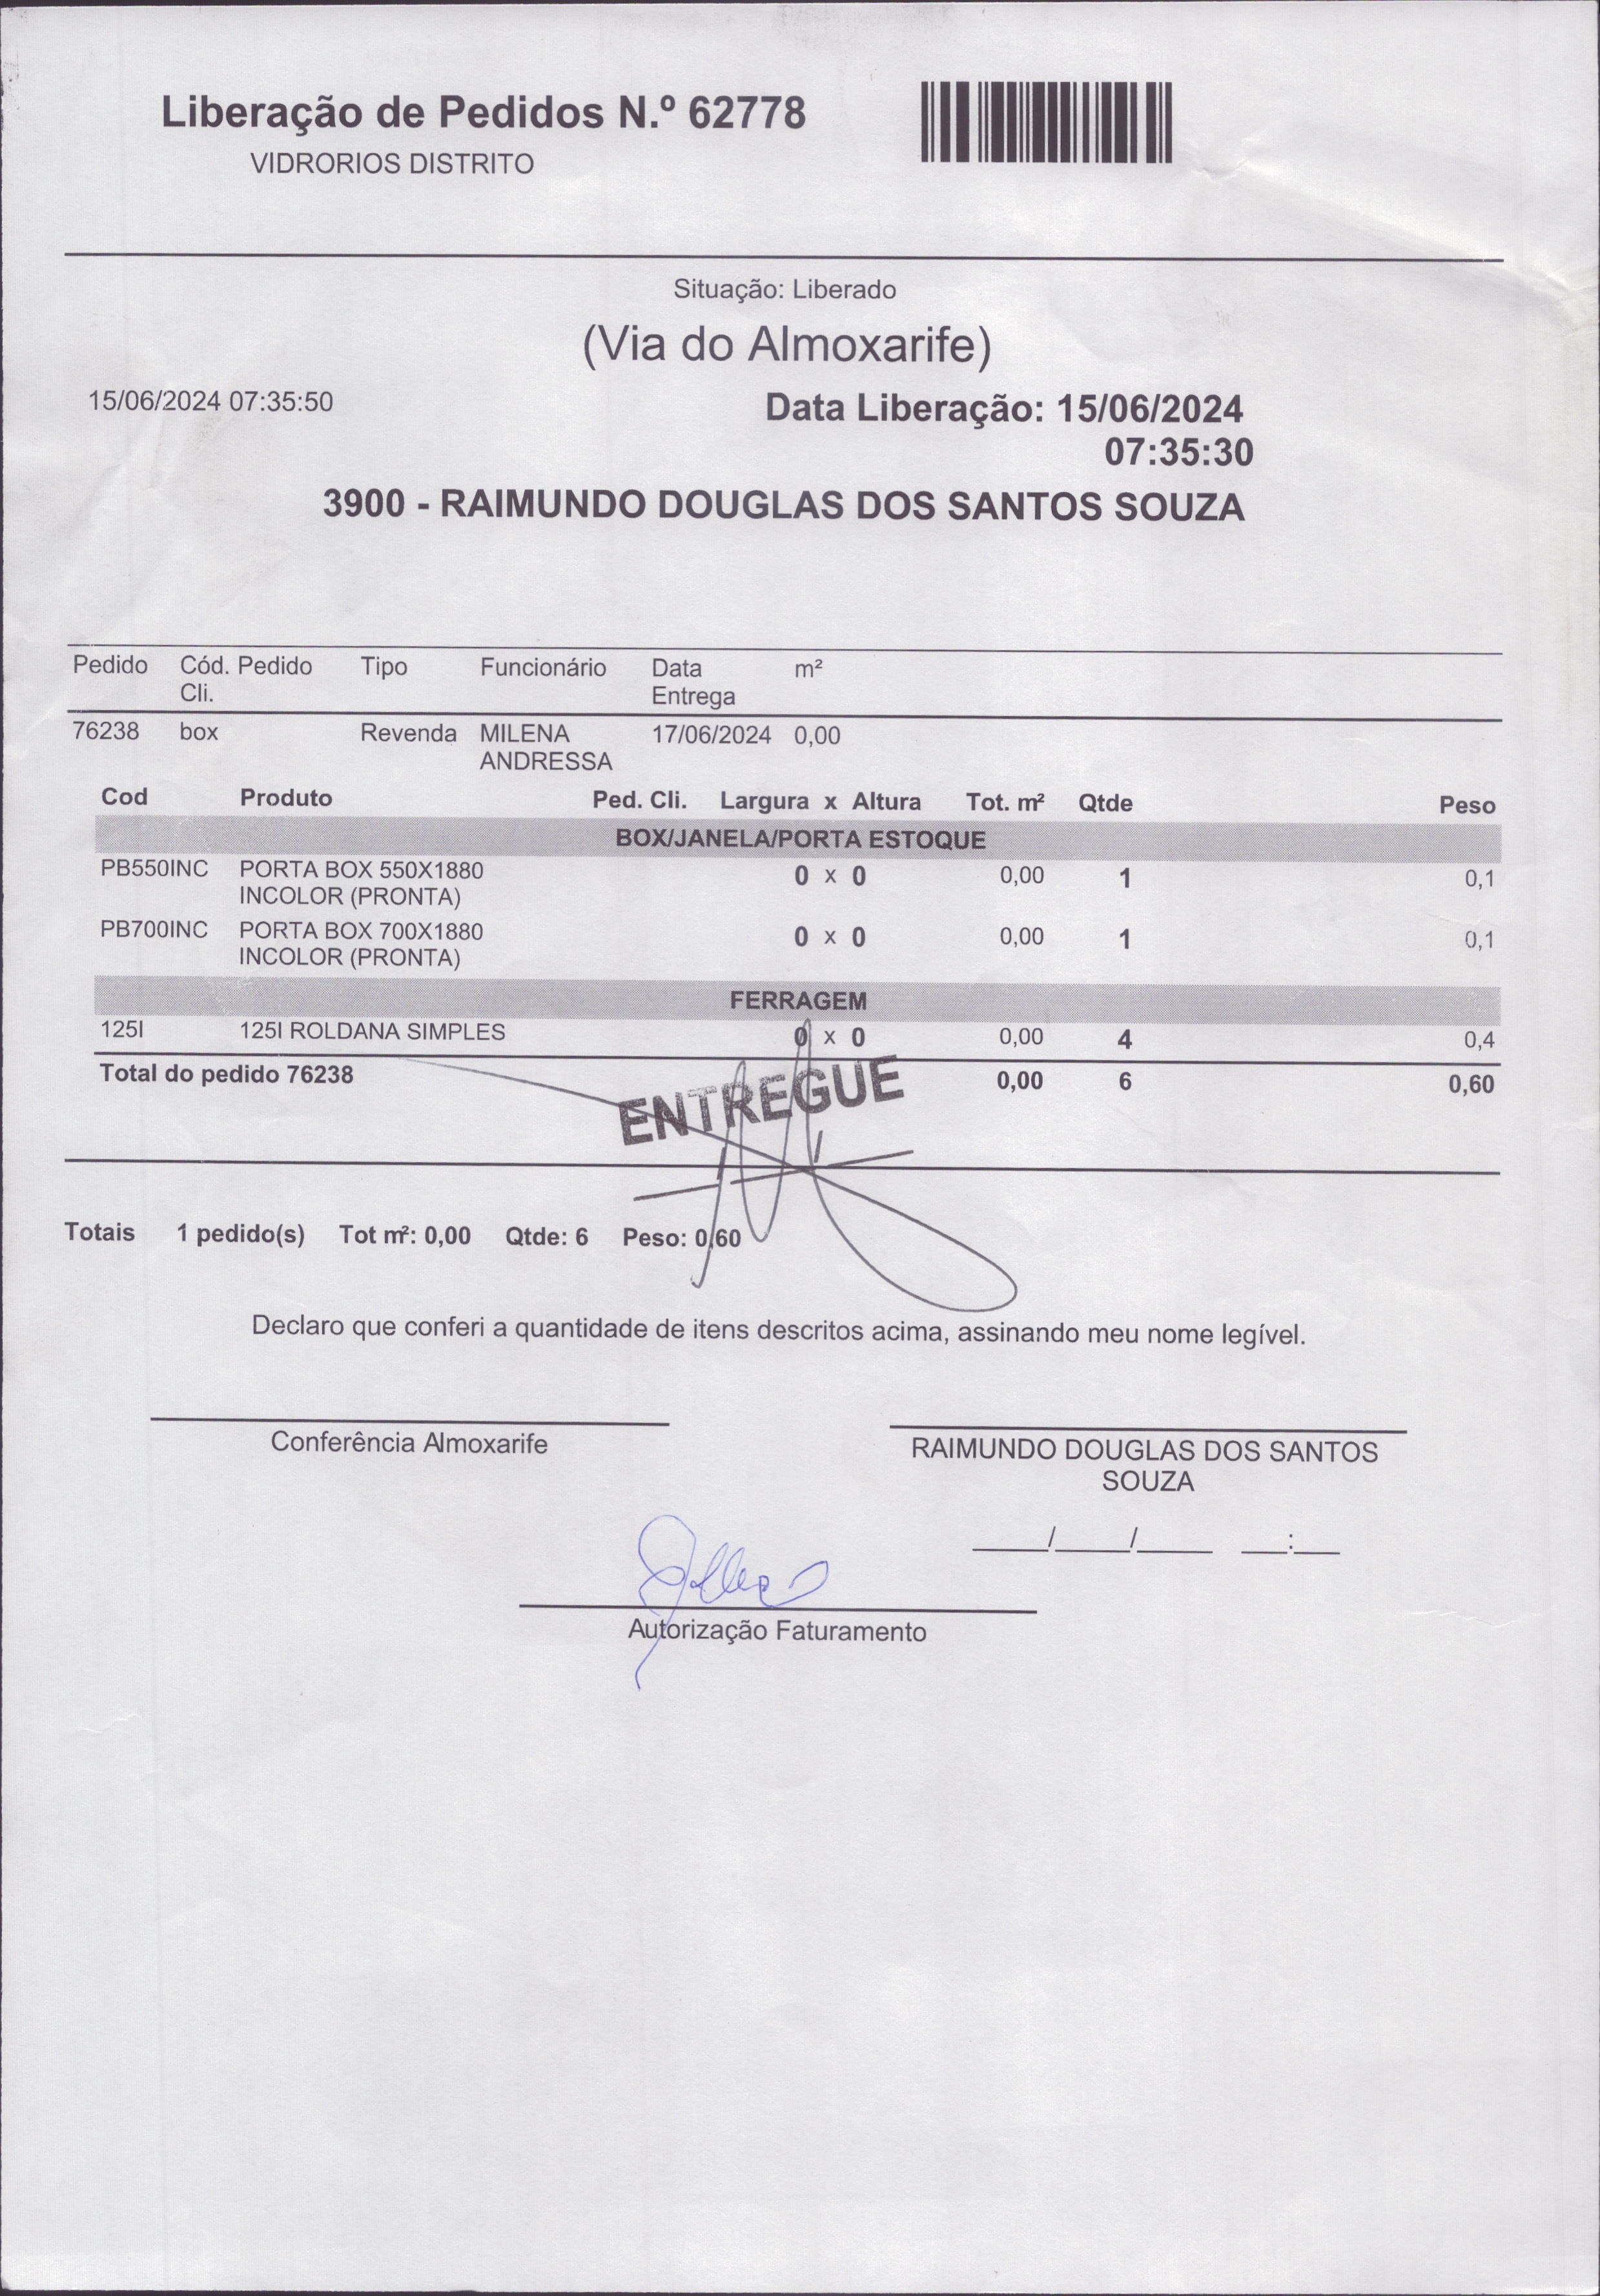 Liberação de Pedidos N.º 62778
VIDRORIOS DISTRITO
Situação: Liberado
(Via do Almoxarife)
15/06/2024 07:35:50
Data Liberação: 15/06/2024
07:35:30
3900 - RAIMUNDO DOUGLAS DOS SANTOS SOUZA
Pedido Cód. Pedido Tipo Funcionário Data m²
Cli. Entrega
76238 box Revenda MILENA 17/06/2024 0,00
ANDRESSA
Cod Produto Ped. Cli. Largura x Altura Tot. m² Qtde Peso
BOX/JANELA/PORTA ESTOQUE
PB550INC PORTA BOX 550X1880 0 x 0 0,00 1 0,1
INCOLOR (PRONTA)
PB700INC PORTA BOX 700X1880 0 x 0 0,00 1 0,1
INCOLOR (PRONTA)
FERRAGEM
125I 125I ROLDANA SIMPLES 0 x 0 0,00 4 0,4
Total do pedido 76238 0,00 6 0,60
ENTREGUE
Totais 1 pedido(s) Tot m²: 0,00 Qtde: 6 Peso: 0,60
Declaro que conferi a quantidade de itens descritos acima, assinando meu nome legível.
Conferência Almoxarife
RAIMUNDO DOUGLAS DOS SANTOS
SOUZA
____/____/____ __:__
Autorização Faturamento